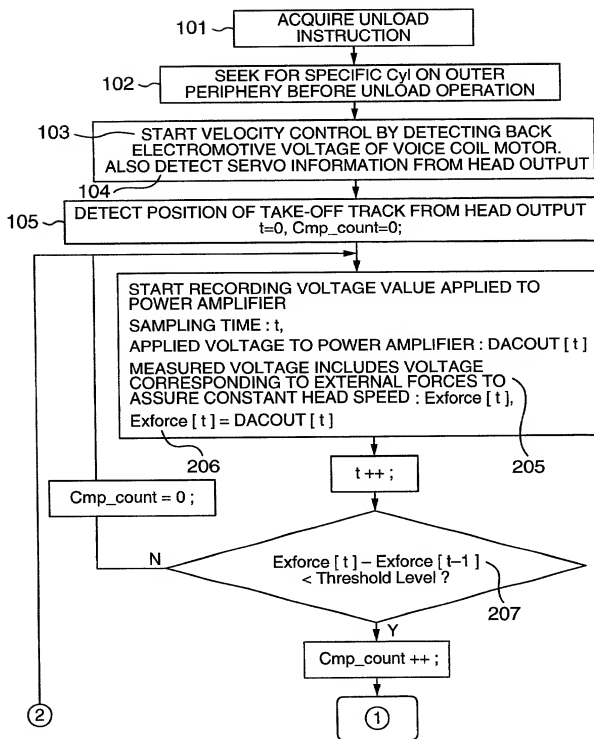 101
ACQUIRE UNLOAD
INSTRUCTION
102
SEEK FOR SPECIFIC Cyl ON OUTER
PERIPHERY BEFORE UNLOAD OPERATION
103
START VELOCITY CONTROL BY DETECTING BACK
ELECTROMOTIVE VOLTAGE OF VOICE COIL MOTOR.
ALSO DETECT SERVO INFORMATION FROM HEAD OUTPUT
104
105
DETECT POSITION OF TAKE-OFF TRACK FROM HEAD OUTPUT
t=0, Cmp_count=0;
START RECORDING VOLTAGE VALUE APPLIED TO
POWER AMPLIFIER
SAMPLING TIME : t,
APPLIED VOLTAGE TO POWER AMPLIFIER : DACOUT [ t ]
MEASURED VOLTAGE INCLUDES VOLTAGE
CORRESPONDING TO EXTERNAL FORCES TO
ASSURE CONSTANT HEAD SPEED : Exforce [ t ],
Exforce [ t ] = DACOUT [ t ]
206
205
t ++ ;
Cmp_count = 0 ;
N
Exforce [ t ] – Exforce [ t–1 ]
< Threshold Level ?
207
Y
Cmp_count ++ ;
2
1